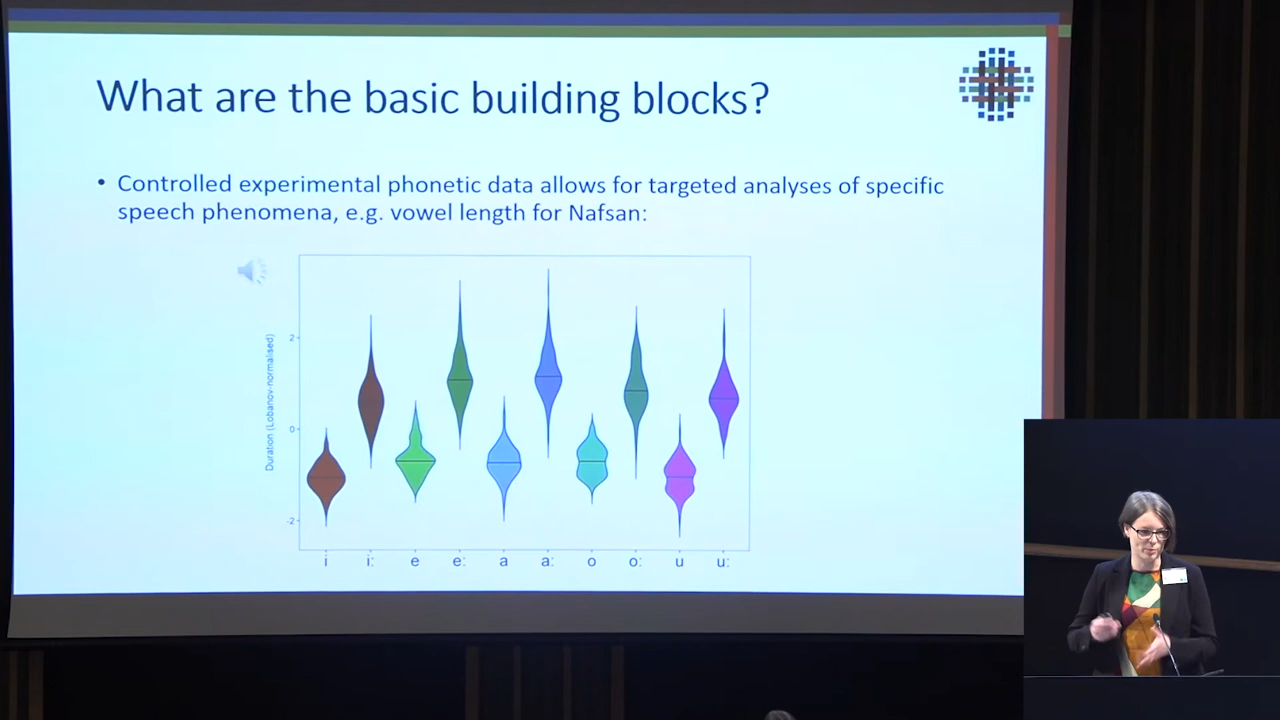 What are the basic building blocks?
• Controlled experimental phonetic data allows for targeted analyses of specific
speech phenomena, e.g. vowel length for Nafsan:
Duration (Lobanov-normalised)
2
0
-2
i i: e e: a a: o o: u u: